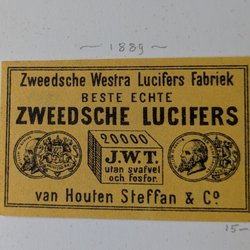 ~ 1889 ~
Zweedsche Westra Lucifers Fabriek
BESTE ECHTE
ZWEEDSCHE LUCIFERS
20000
J.W.T.
utan svafvel
och fosfor.
van Houten Steffan & Co.
15-